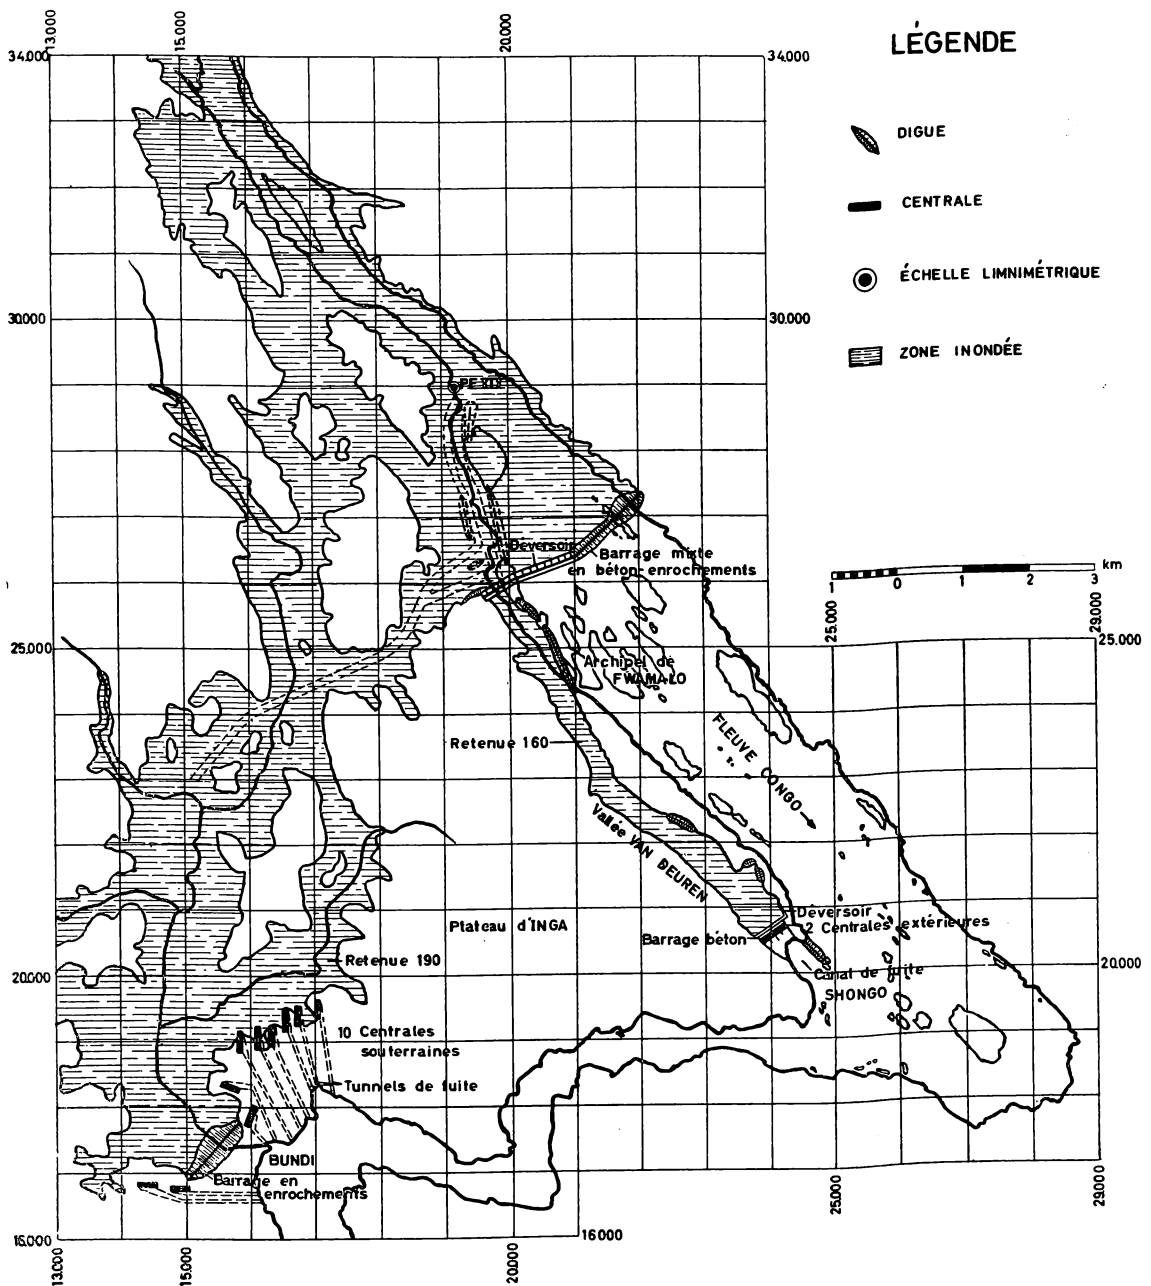 13.000
15.000
20.000
34.000
34.000
LÉGENDE
DIGUE
CENTRALE
ÉCHELLE LIMNIMÉTRIQUE
ZONE INONDÉE
30.000
30.000
Déversoir
Barrage mixte
en béton-enrochements
km
1 0 1 2 3
25.000
29.000
25.000
25.000
Archipel de
FWAMALO
Retenue 160
FLEUVE CONGO
Vallée VAN DEUREN
Plateau d'INGA
Déversoir
2 Centrales extérieures
Barrage béton
Retenue 190
Canal de fuite
SHONGO
20.000
20.000
10 Centrales
souterraines
Tunnels de fuite
BUNDI
Barrage en
enrochements
16.000
16 000
13.000
15.000
20.000
25.000
29.000